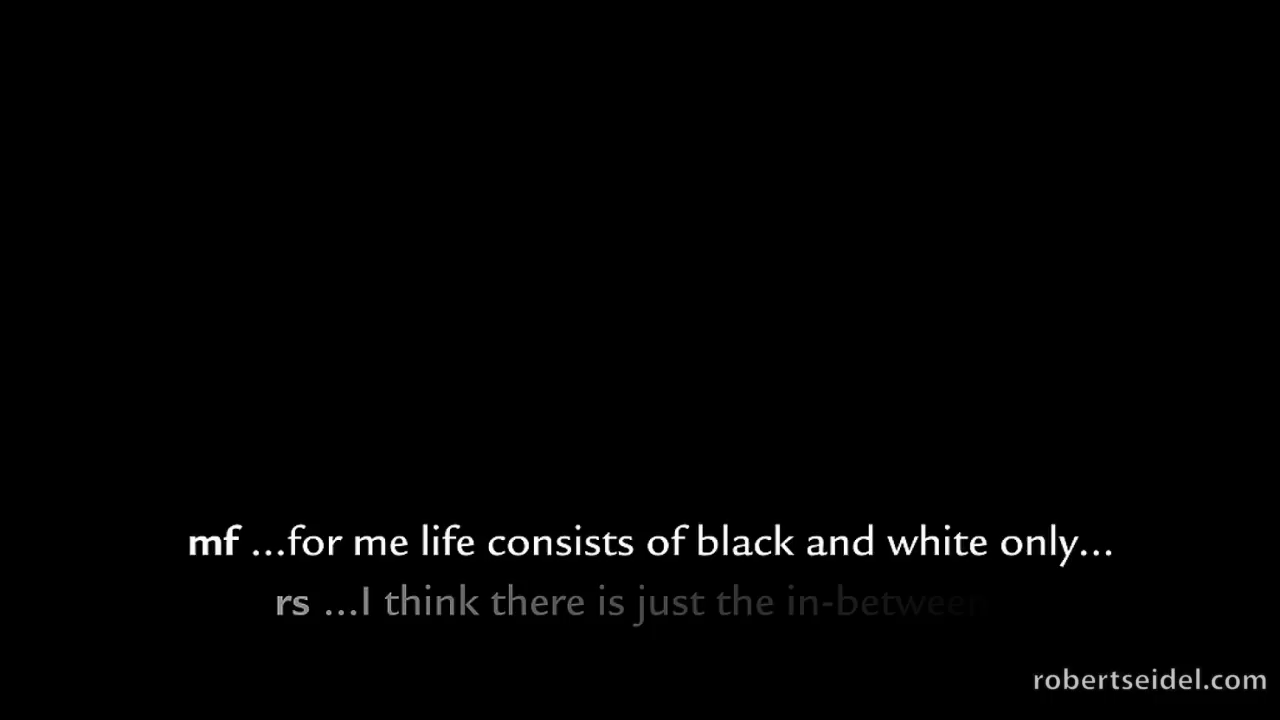 mf ...for me life consists of black and white only...
rs ...I think there is just the in-between
robertseidel.com